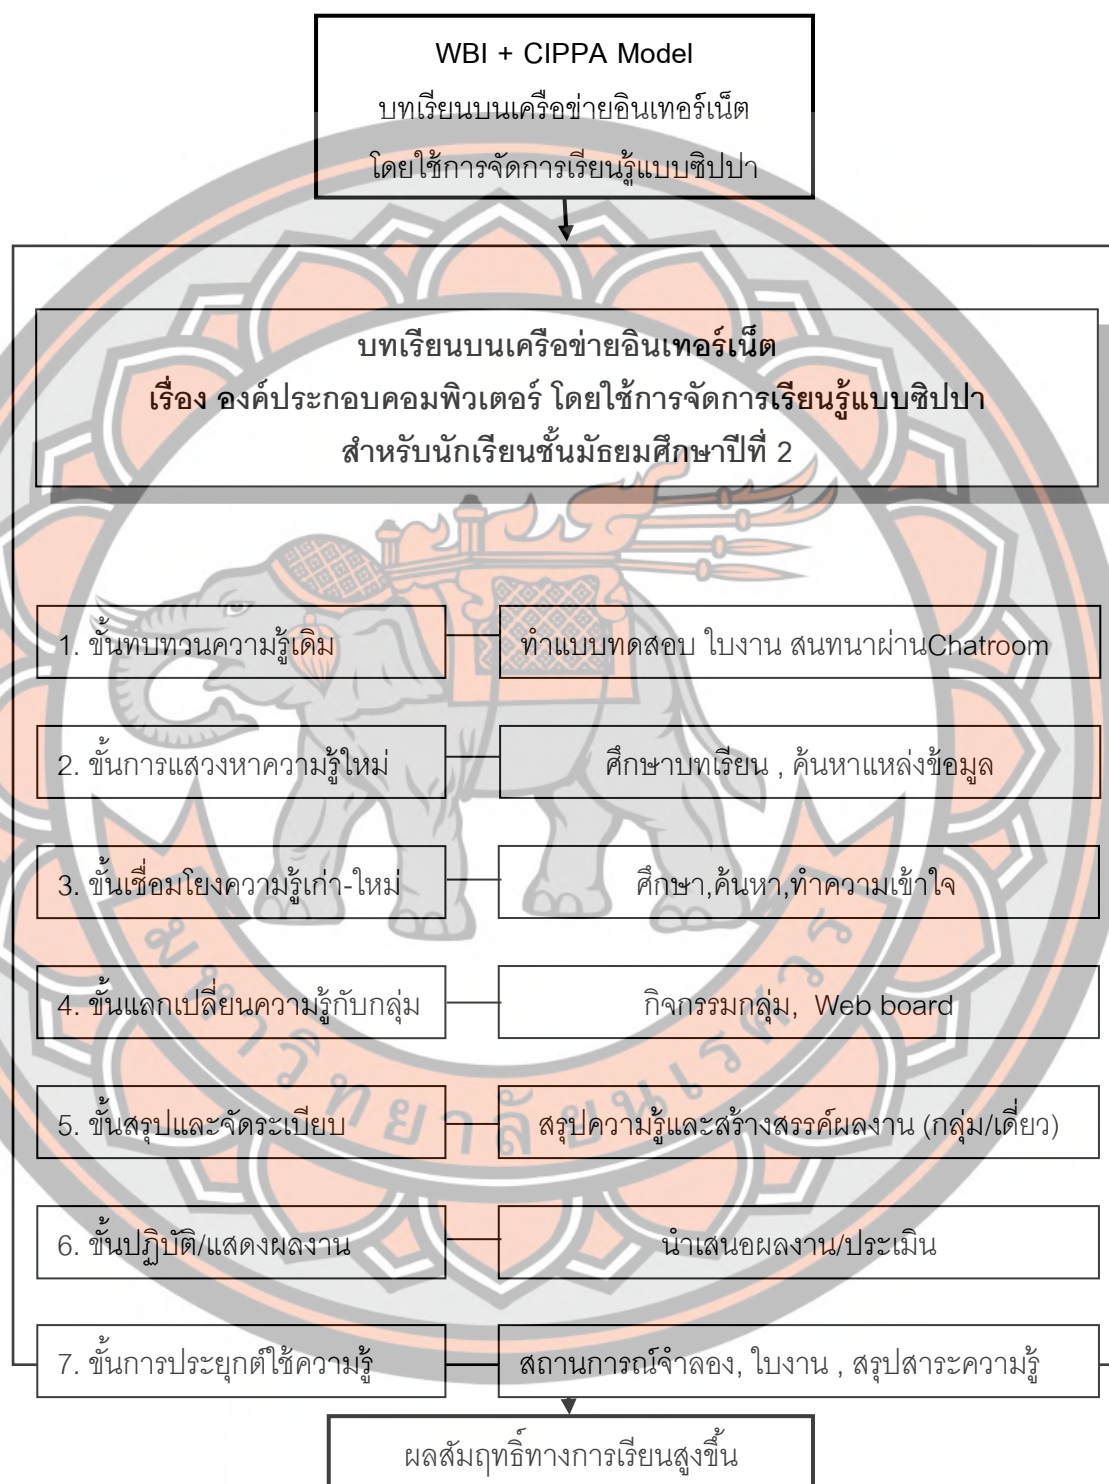 WBI + CIPPA Model
บทเรียนบนเครือข่ายอินเทอร์เน็ต
โดยใช้การจัดการเรียนรู้แบบซิปปา
บทเรียนบนเครือข่ายอินเทอร์เน็ต
เรื่อง องค์ประกอบคอมพิวเตอร์ โดยใช้การจัดการเรียนรู้แบบซิปปา
สำหรับนักเรียนชั้นมัธยมศึกษาปีที่ 2
1. ขั้นทบทวนความรู้เดิม
ทำแบบทดสอบ ใบงาน สนทนาผ่านChatroom
2. ขั้นการแสวงหาความรู้ใหม่
ศึกษาบทเรียน , ค้นหาแหล่งข้อมูล
3. ขั้นเชื่อมโยงความรู้เก่า-ใหม่
ศึกษา,ค้นหา,ทำความเข้าใจ
4. ขั้นแลกเปลี่ยนความรู้กับกลุ่ม
กิจกรรมกลุ่ม, Web board
5. ขั้นสรุปและจัดระเบียบ
สรุปความรู้และสร้างสรรค์ผลงาน (กลุ่ม/เดี่ยว)
6. ขั้นปฏิบัติ/แสดงผลงาน
นำเสนอผลงาน/ประเมิน
7. ขั้นการประยุกต์ใช้ความรู้
สถานการณ์จำลอง, ใบงาน , สรุปสาระความรู้
ผลสัมฤทธิ์ทางการเรียนสูงขึ้น
มหาวิทยาลัยนเรศวร